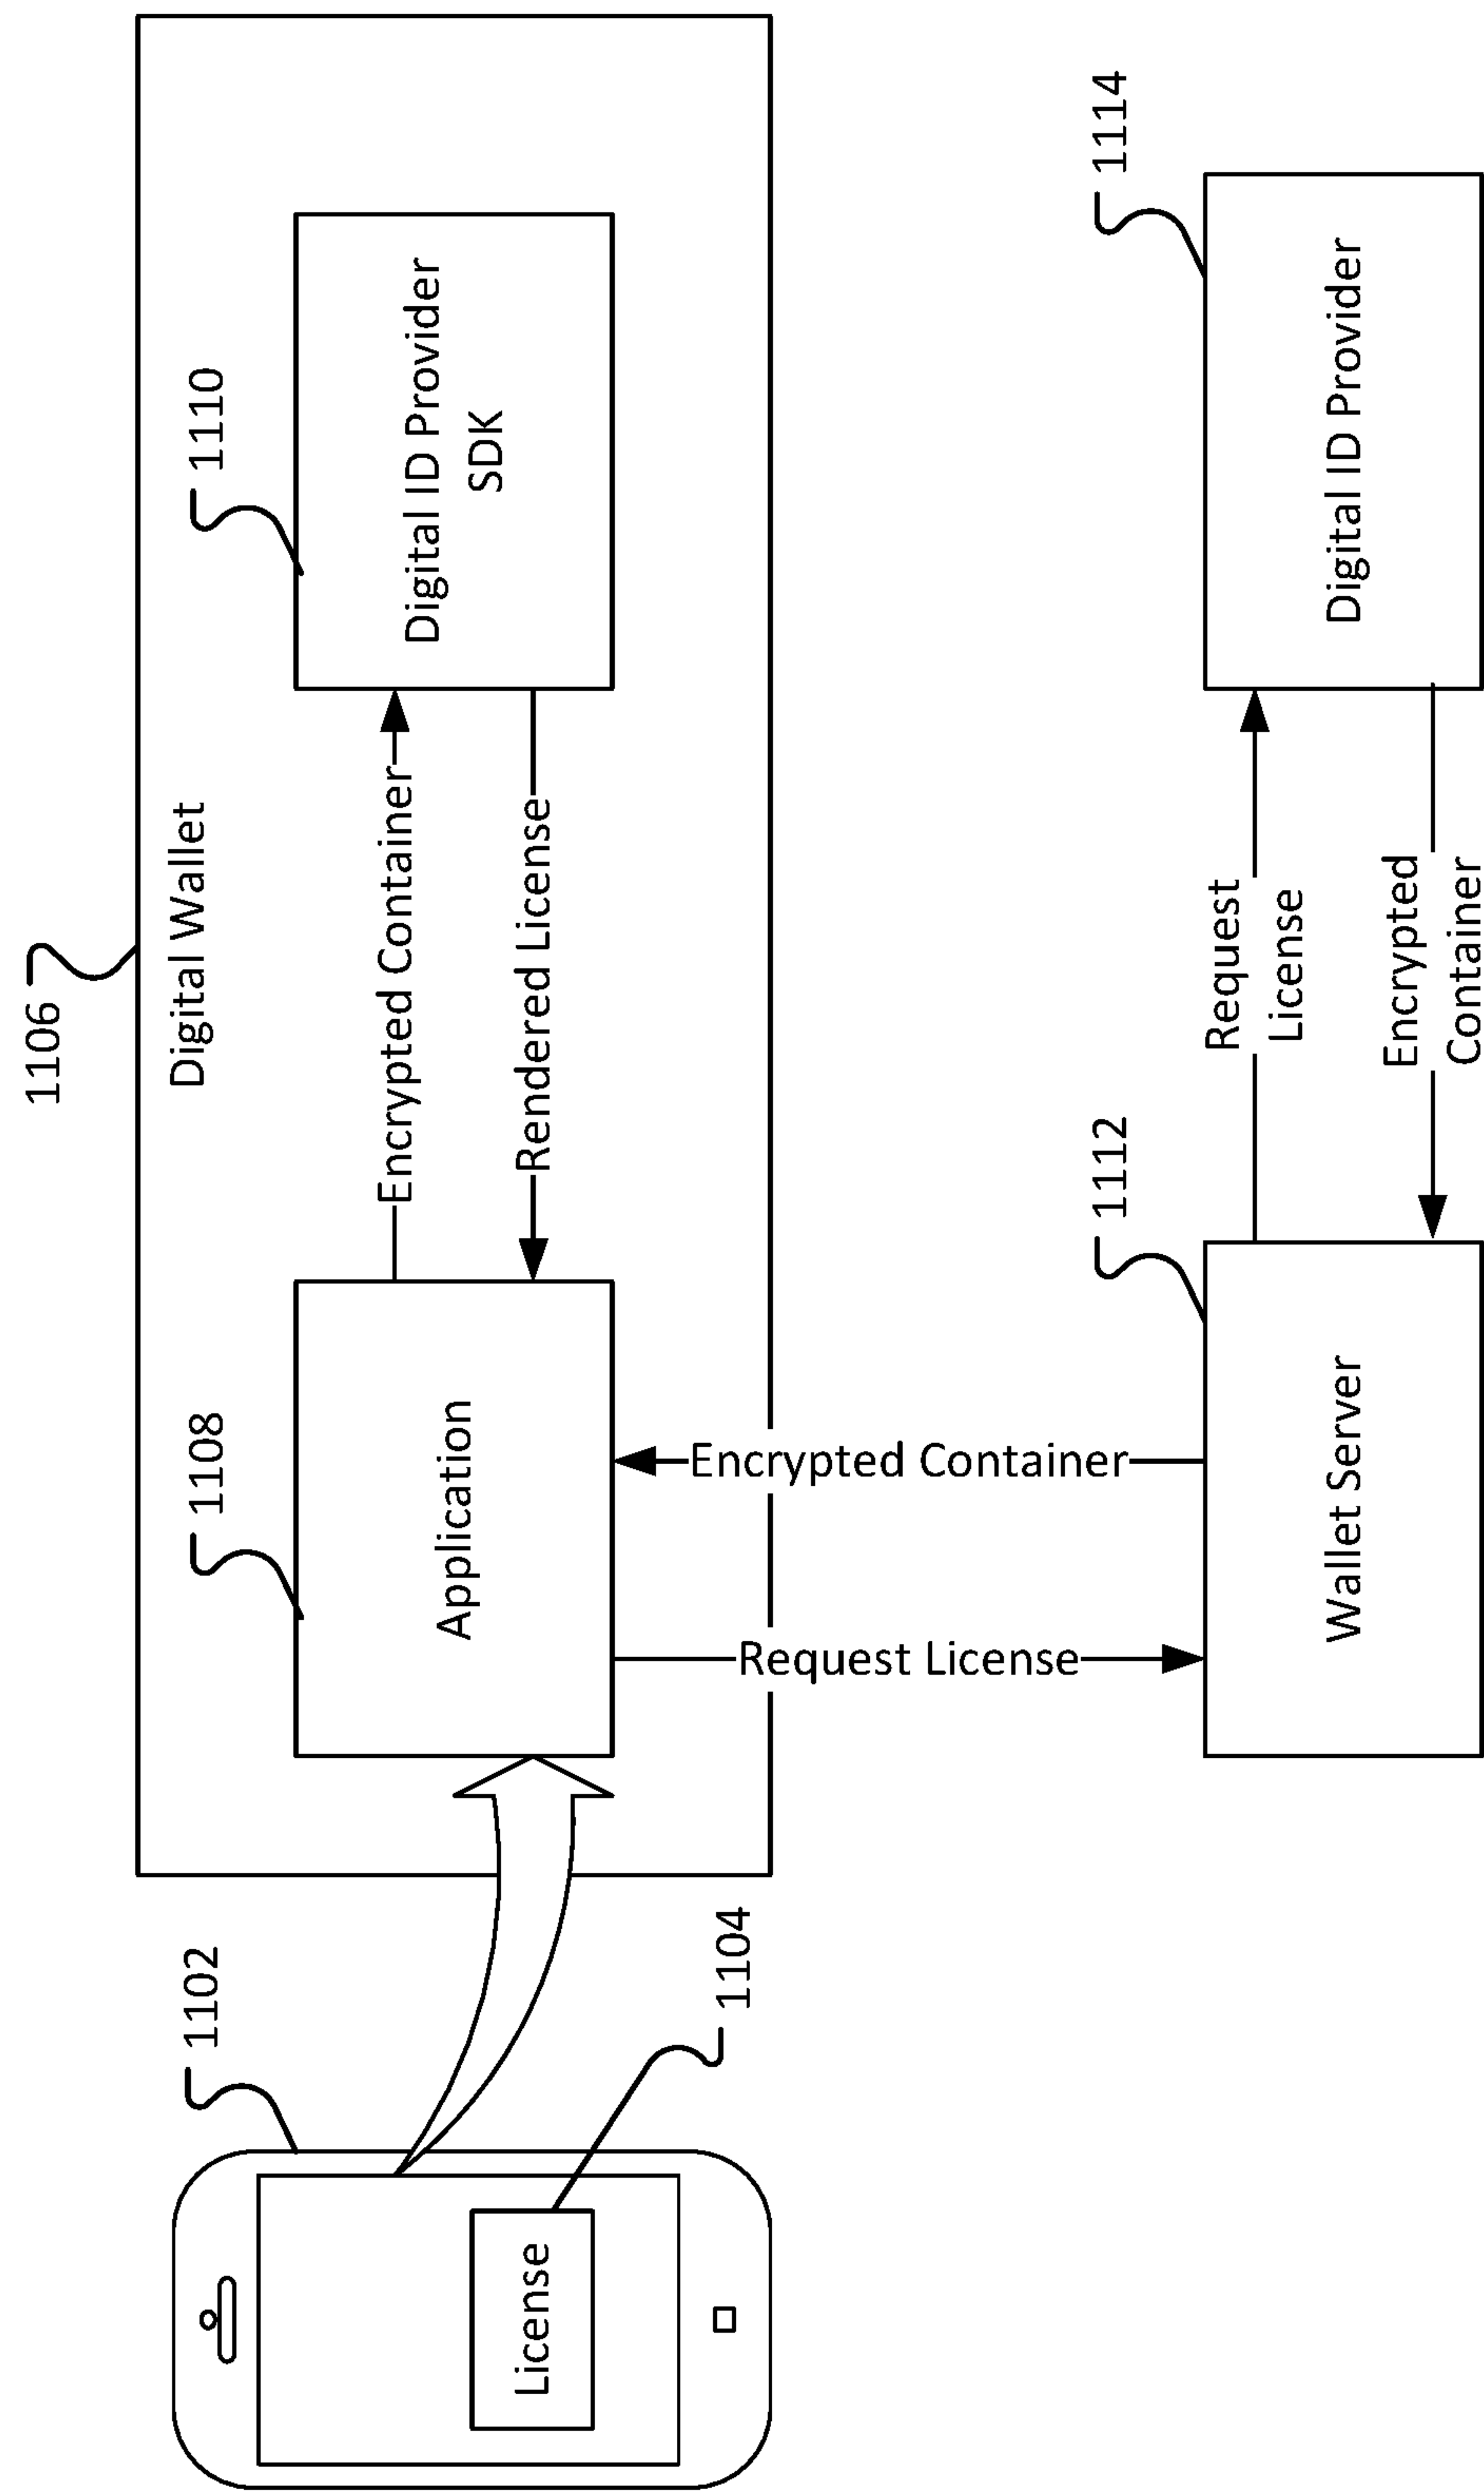 1106
Digital Wallet
1102
1108
1110
Application
Encrypted Container
Rendered License
Digital ID Provider
SDK
License
1104
Request License
Encrypted Container
1112
1114
Wallet Server
Request
License
Encrypted
Container
Digital ID Provider